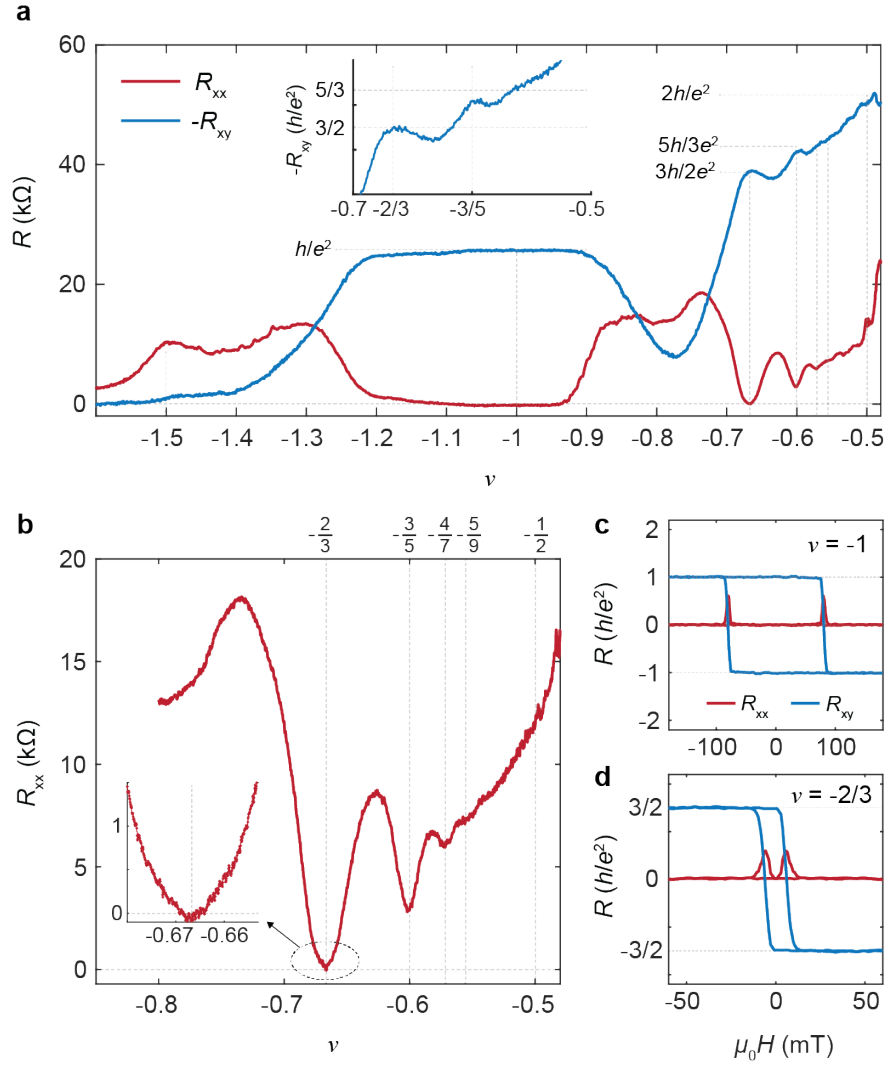 a
60
40
20
0
R (kΩ)
Rxx
-Rxy
-Rxy (h/e²)
5/3
3/2
-0.7
-2/3
-3/5
-0.5
h/e²
2h/e²
5h/3e²
3h/2e²
-1.5
-1.4
-1.3
-1.2
-1.1
-1
-0.9
-0.8
-0.7
-0.6
-0.5
ν
b
-2/3
-3/5
-4/7
-5/9
-1/2
20
15
10
5
0
Rxx (kΩ)
1
0
-0.67
-0.66
-0.8
-0.7
-0.6
-0.5
ν
c
ν = -1
2
1
0
-1
-2
R (h/e²)
Rxx
Rxy
-100
0
100
d
ν = -2/3
3/2
0
-3/2
R (h/e²)
-50
0
50
μ₀H (mT)